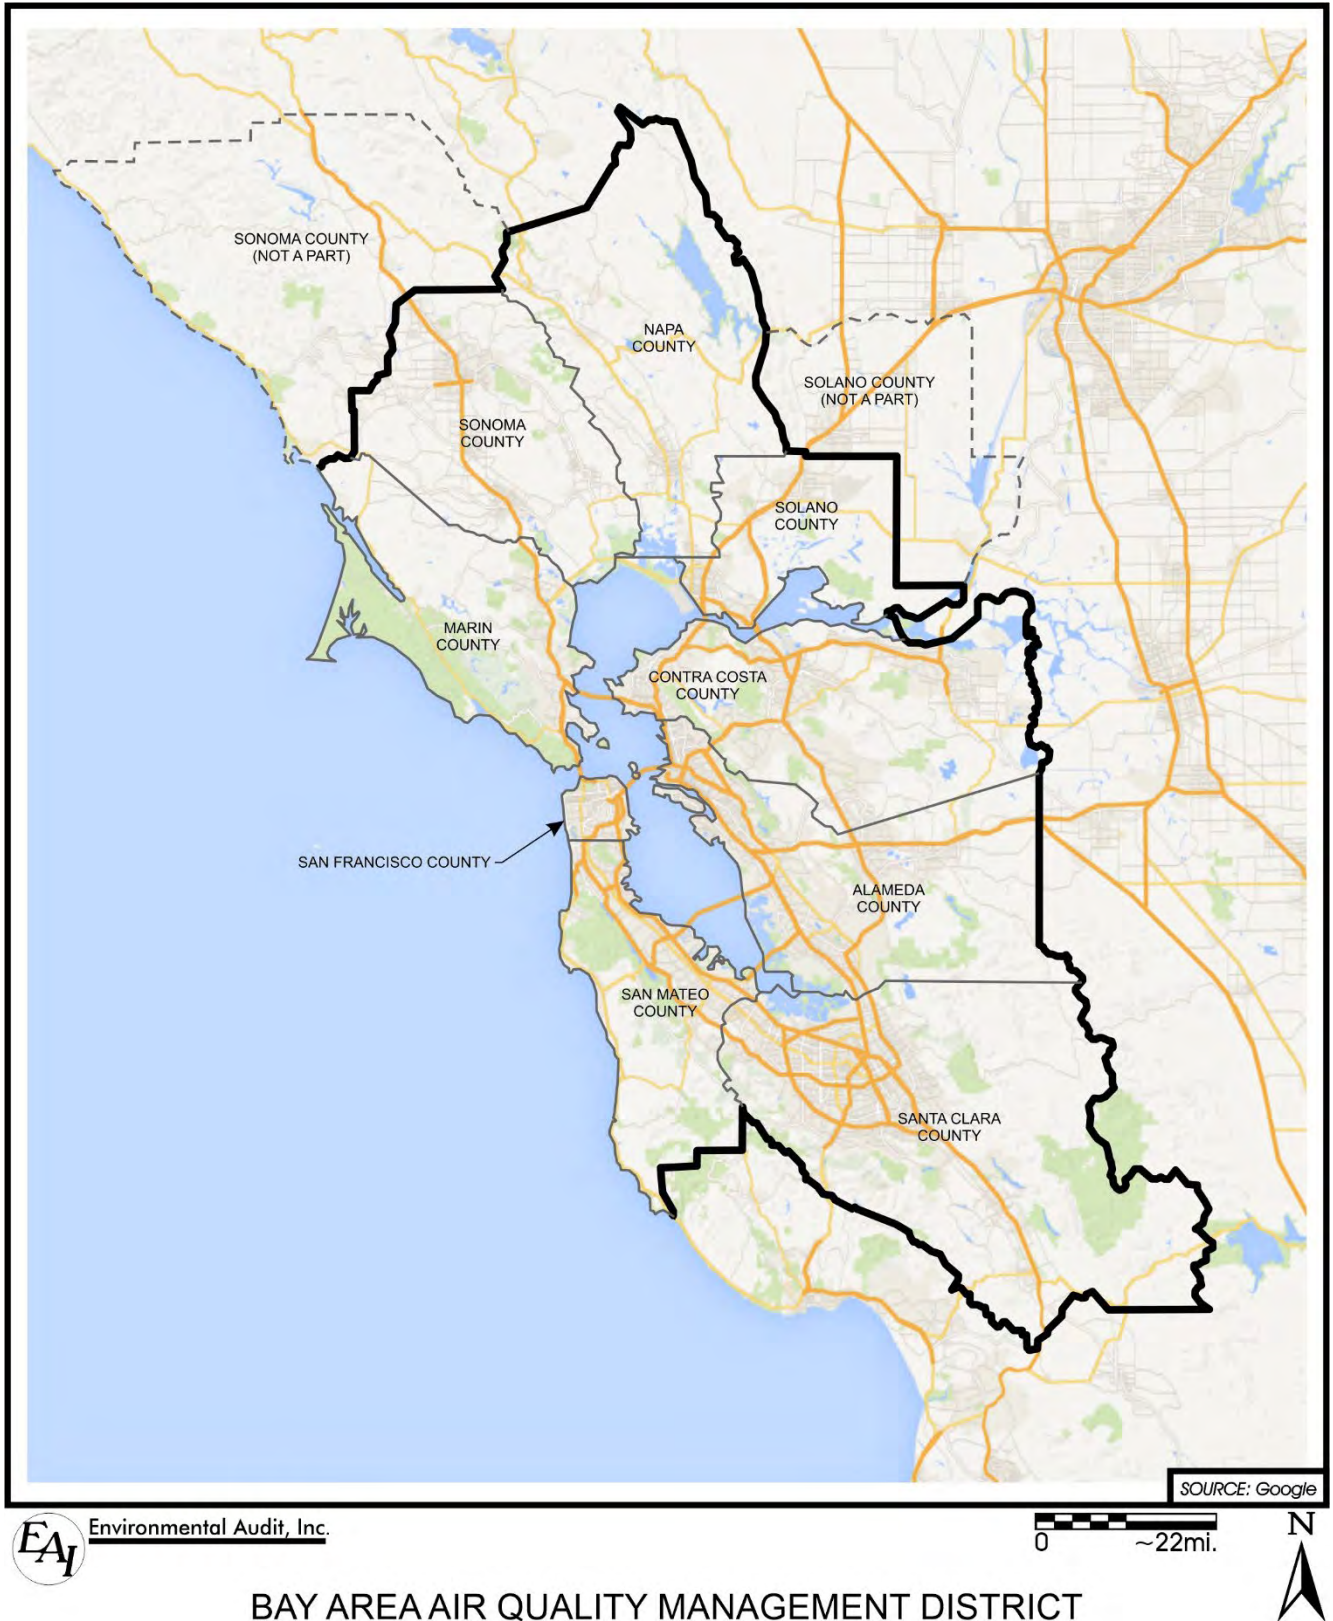 SONOMA COUNTY
(NOT A PART)
NAPA
COUNTY
SOLANO COUNTY
(NOT A PART)
SONOMA
COUNTY
SOLANO
COUNTY
MARIN
COUNTY
CONTRA COSTA
COUNTY
SAN FRANCISCO COUNTY
ALAMEDA
COUNTY
SAN MATEO
COUNTY
SANTA CLARA
COUNTY
SOURCE: Google
EAI
Environmental Audit, Inc.
0
~22mi.
N
BAY AREA AIR QUALITY MANAGEMENT DISTRICT